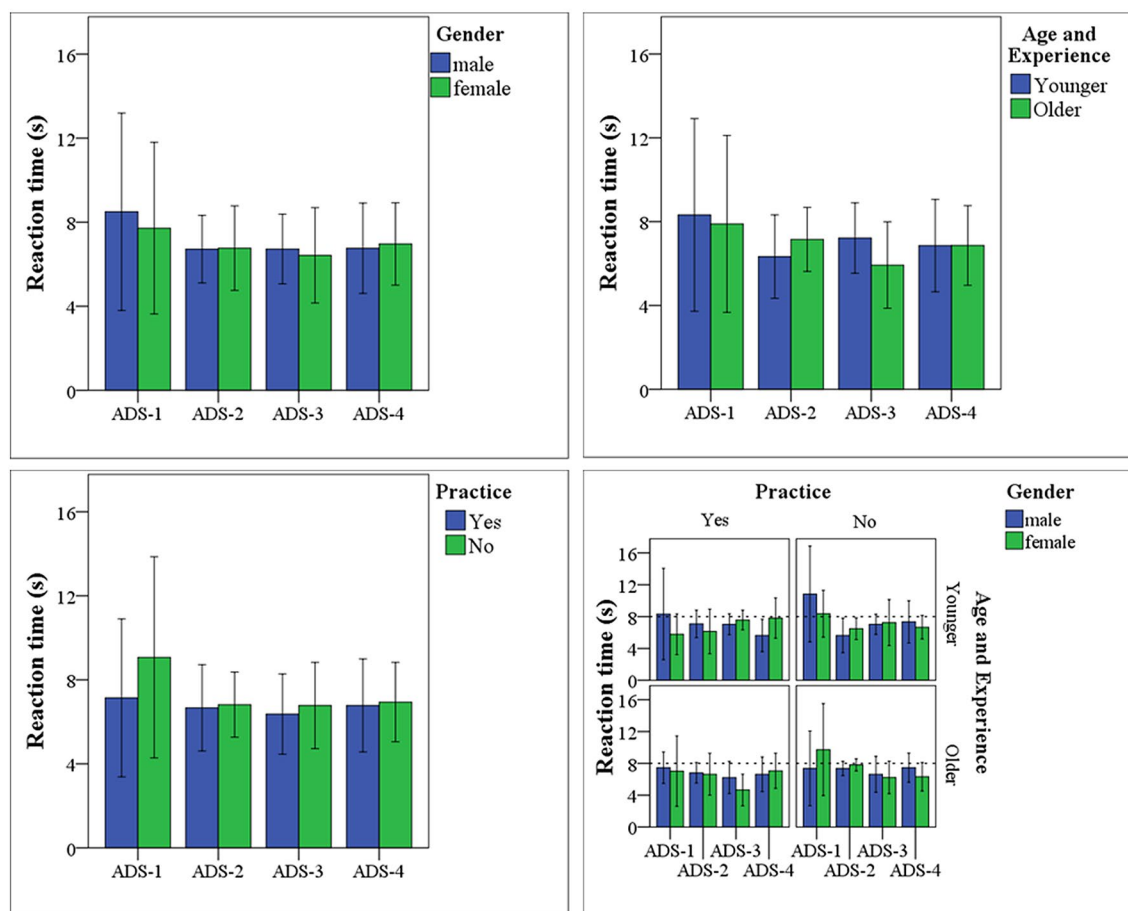 Gender
male
female
Reaction time (s)
16
12
8
4
0
ADS-1 ADS-2 ADS-3 ADS-4
Age and
Experience
Younger
Older
Reaction time (s)
16
12
8
4
0
ADS-1 ADS-2 ADS-3 ADS-4
Practice
Yes
No
Reaction time (s)
16
12
8
4
0
ADS-1 ADS-2 ADS-3 ADS-4
Practice
Yes No
Gender
male
female
Reaction time (s)
16
12
8
4
0
16
12
8
4
0
Younger
Older
Age and Experience
ADS-1 ADS-3 ADS-1 ADS-3
ADS-2 ADS-4 ADS-2 ADS-4